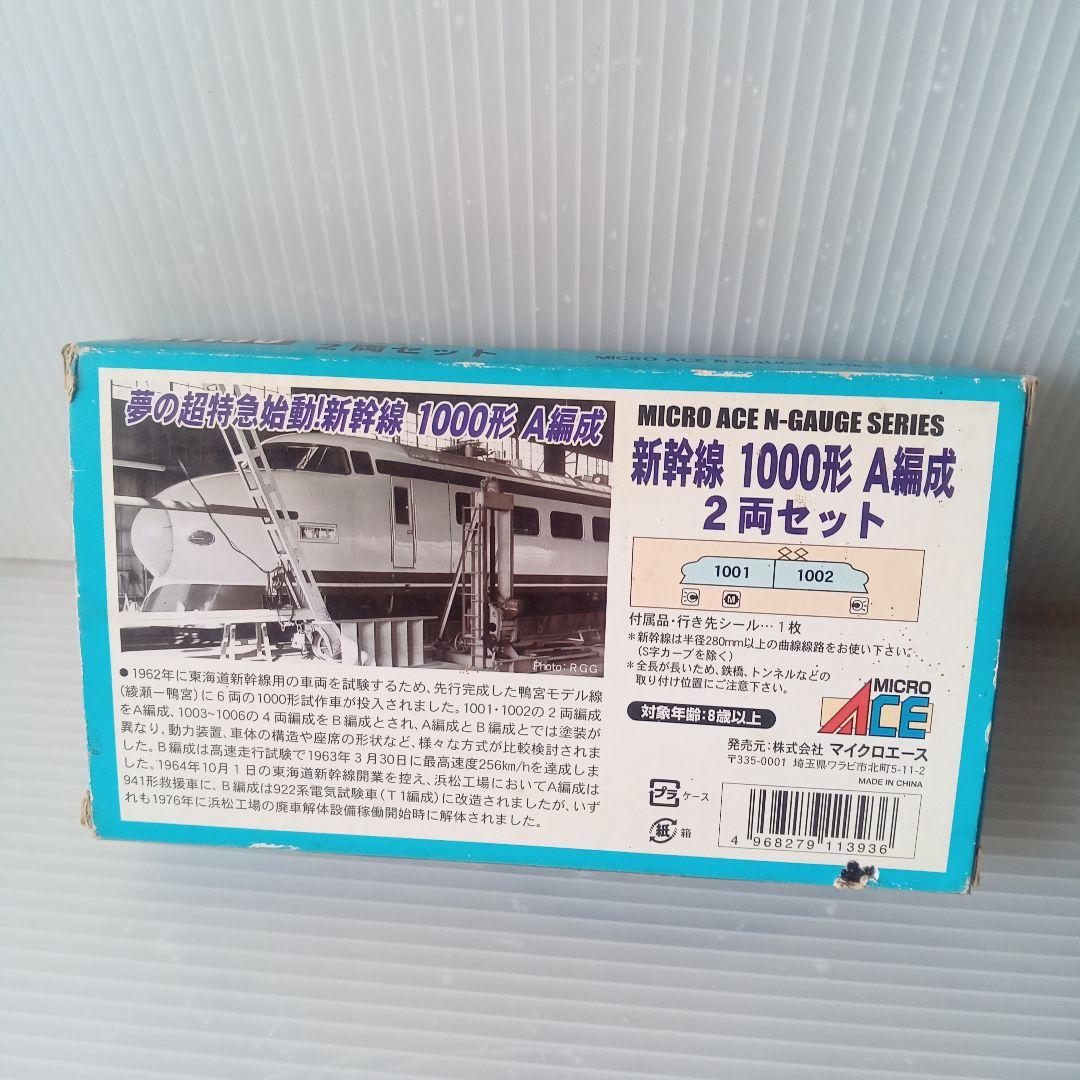 2両セット
MICRO ACE N-GAUGE SERIES
夢の超特急始動!新幹線 1000形 A編成
Photo: RGG
●1962年に東海道新幹線用の車両を試験するため、先行完成した鴨宮モデル線
(綾瀬ー鴨宮)に6両の1000形試作車が投入されました。1001・1002の2両編成
をA編成、1003~1006の4両編成をB編成とされ、A編成とB編成とでは塗装が
異なり、動力装置、車体の構造や座席の形状など、様々な方式が比較検討されま
した。B編成は高速走行試験で1963年3月30日に最高速度256km/hを達成しま
した。1964年10月1日の東海道新幹線開業を控え、浜松工場においてA編成は
941形救援車に、B編成は922系電気試験車(T1編成)に改造されましたが、いず
れも1976年に浜松工場の廃車解体設備稼働開始時に解体されました。
MICRO ACE N-GAUGE SERIES
新幹線 1000形 A編成
2両セット
1001 1002
C M
付属品・行き先シール…1枚
*新幹線は半径280mm以上の曲線線路をお使い下さい。
(S字カーブを除く)
*全長が長いため、鉄橋、トンネルなどの
取り付け位置にご注意下さい。
対象年齢:8歳以上
MICRO
ACE
発売元:株式会社 マイクロエース
〒335-0001 埼玉県ワラビ市北町5-11-2
MADE IN CHINA
プラ ケース
紙 箱
4 968279 113936